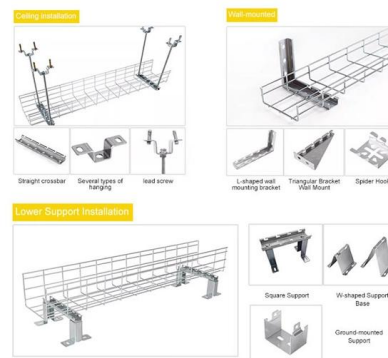 Ceiling installation
Wall-mounted
Straight crossbar
Several types of
hanging
lead screw
L-shaped wall
mounting bracket
Triangular Bracket
Wall Mount
Spider Hook
Lower Support Installation
Square Support
W-shaped Support
Base
Ground-mounted
Support